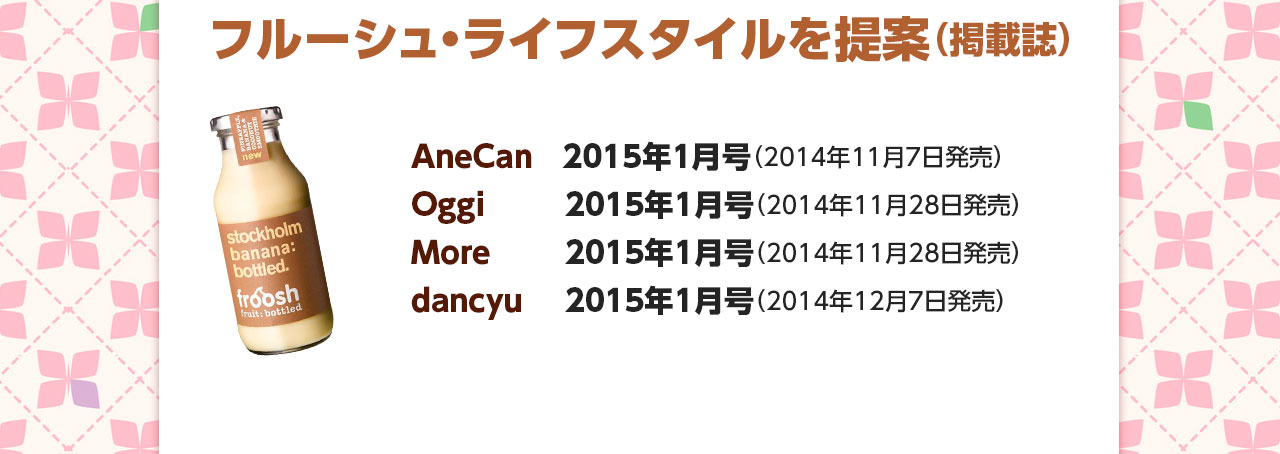 フルーシュ・ライフスタイルを提案（掲載誌）
PINEAPPLE,
BANANA &
COCONUT
SMOOTHIE
new
stockholm
banana:
bottled.
froosh
fruit: bottled
AneCan 2015年1月号（2014年11月7日発売）
Oggi 2015年1月号（2014年11月28日発売）
More 2015年1月号（2014年11月28日発売）
dancyu 2015年1月号（2014年12月7日発売）